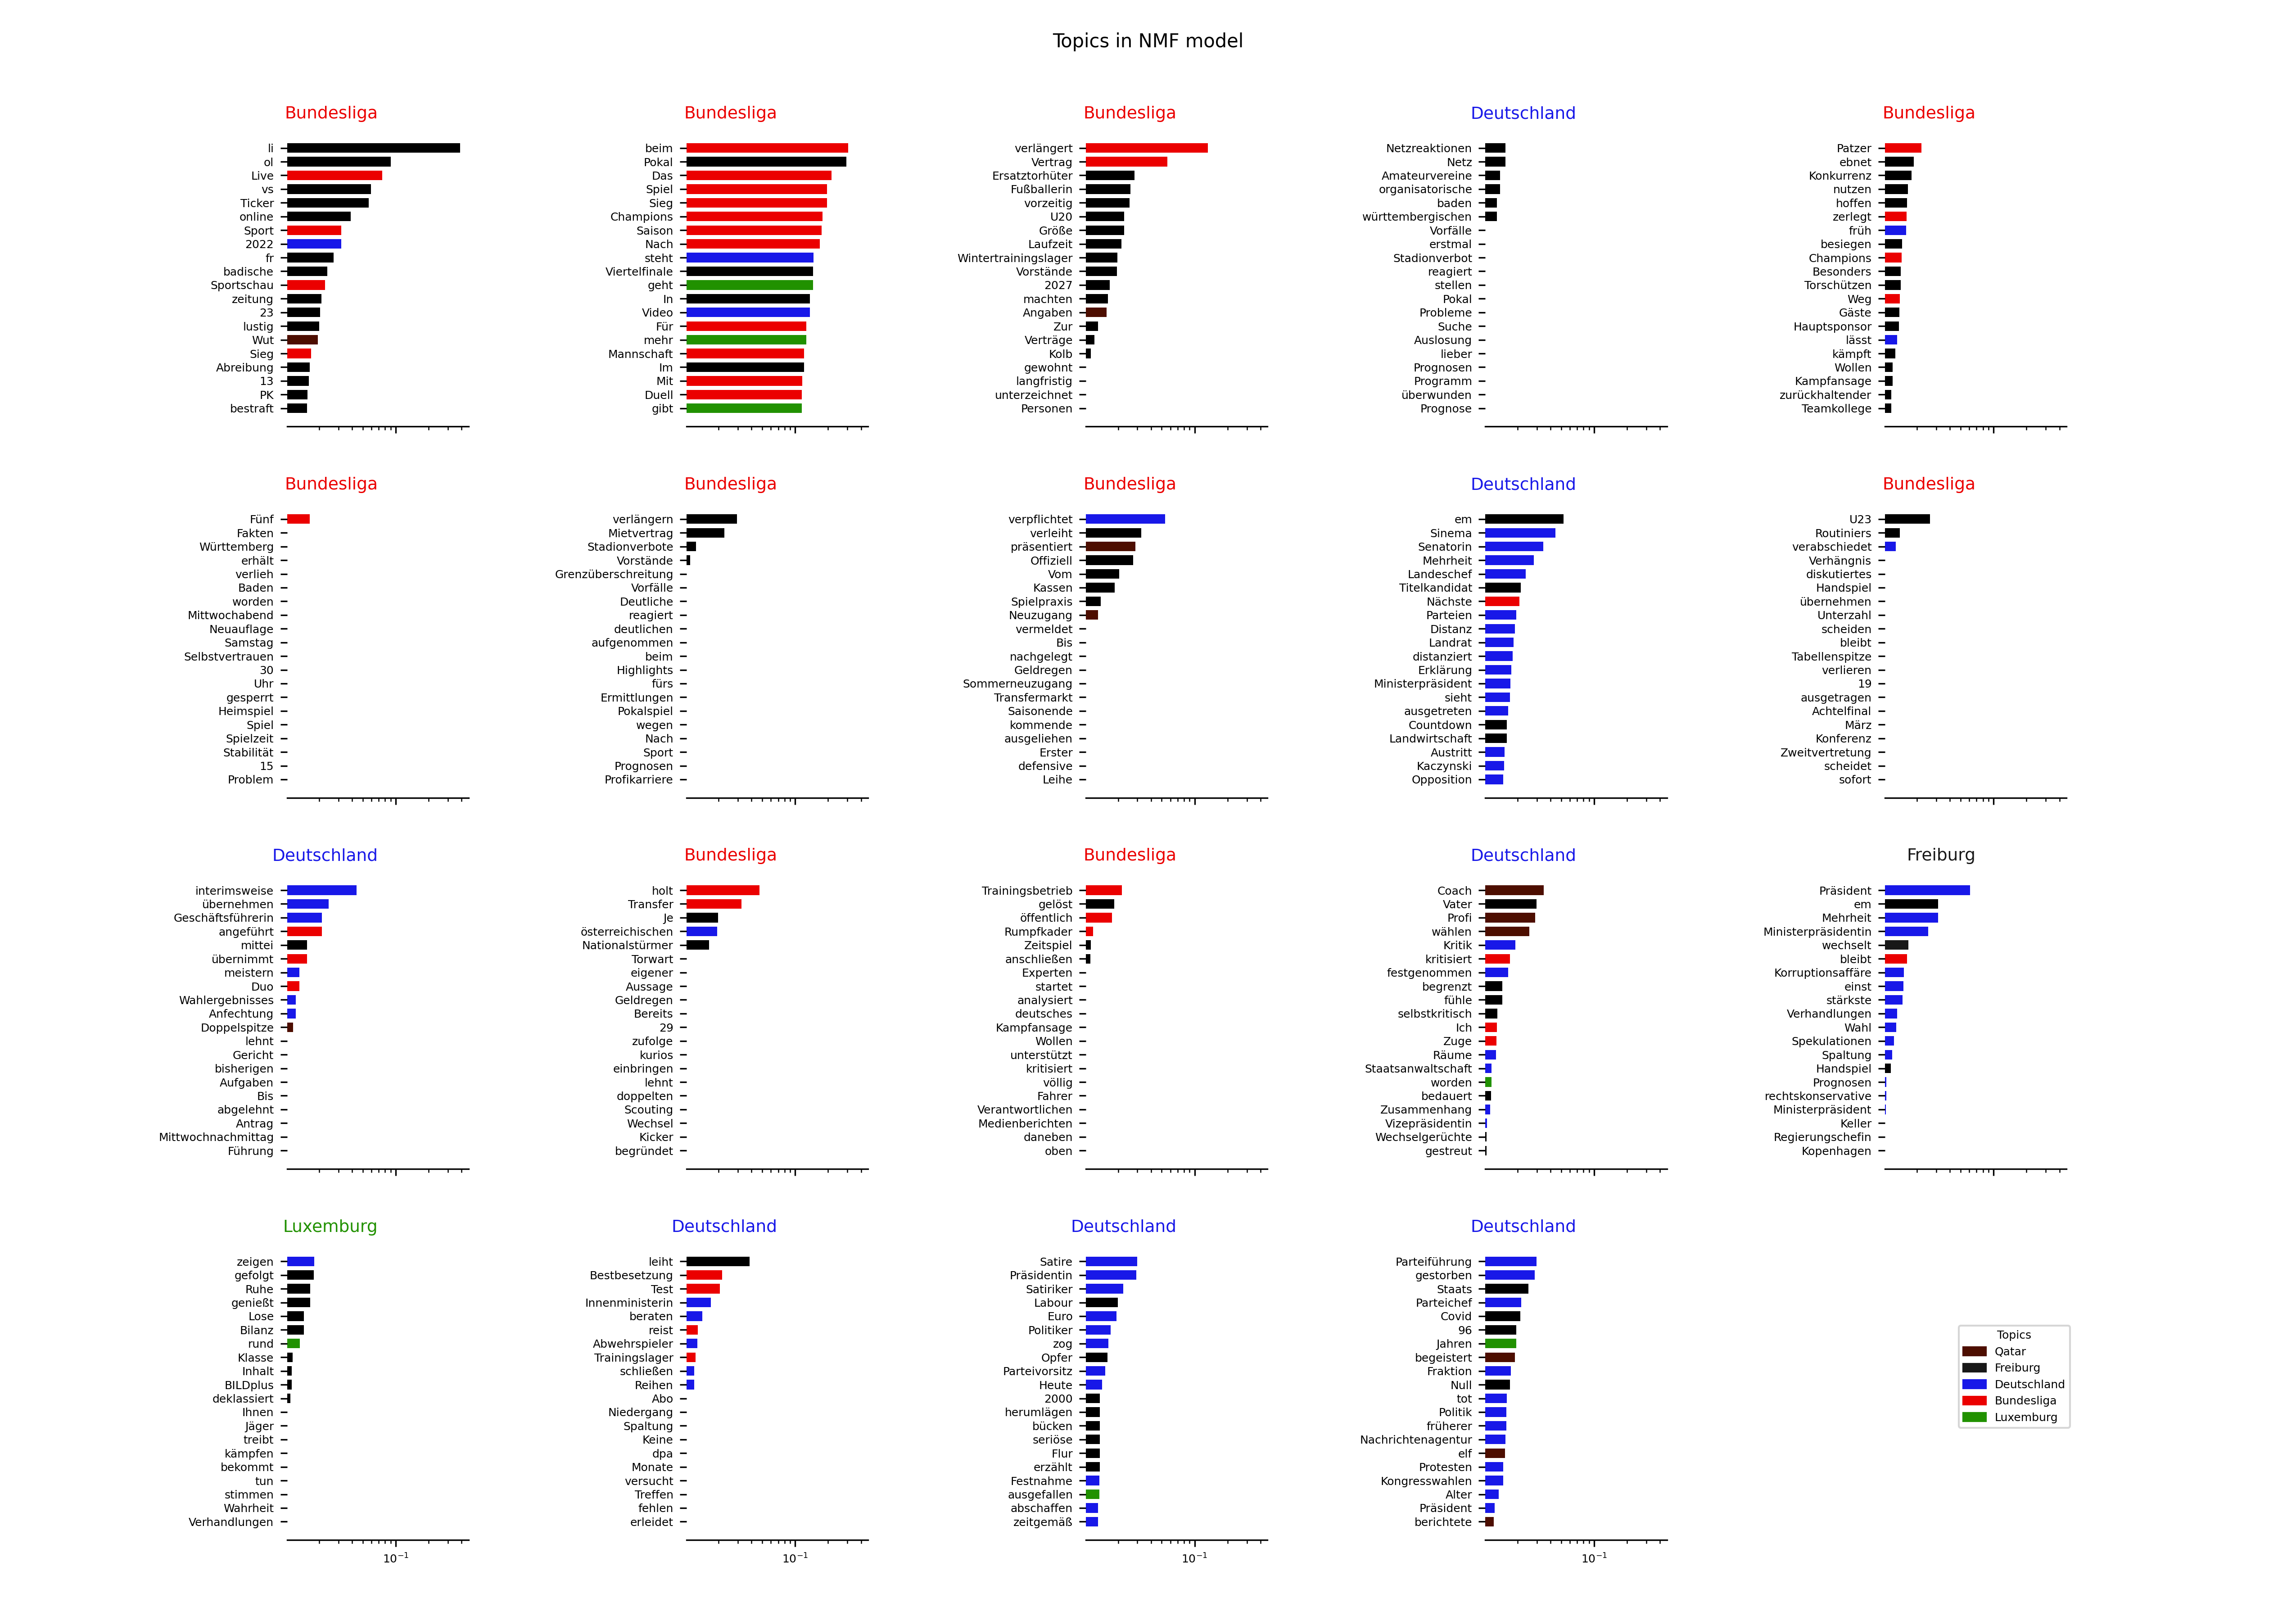 Topics in NMF model
Bundesliga
li
ol
Live
vs
Ticker
online
Sport
2022
fr
badische
Sportschau
zeitung
23
lustig
Wut
Sieg
Abreibung
13
PK
bestraft
Bundesliga
beim
Pokal
Das
Spiel
Sieg
Champions
Saison
Nach
steht
Viertelfinale
geht
In
Video
Für
mehr
Mannschaft
Im
Mit
Duell
gibt
Bundesliga
verlängert
Vertrag
Ersatztorhüter
Fußballerin
vorzeitig
U20
Größe
Laufzeit
Wintertrainingslager
Vorstände
2027
machten
Angaben
Zur
Verträge
Kolb
gewohnt
langfristig
unterzeichnet
Personen
Deutschland
Netzreaktionen
Netz
Amateurvereine
organisatorische
baden
württembergischen
Vorfälle
erstmal
Stadionverbot
reagiert
stellen
Pokal
Probleme
Suche
Auslosung
lieber
Prognosen
Programm
überwunden
Prognose
Bundesliga
Patzer
ebnet
Konkurrenz
nutzen
hoffen
zerlegt
früh
besiegen
Champions
Besonders
Torschützen
Weg
Gäste
Hauptsponsor
lässt
kämpft
Wollen
Kampfansage
zurückhaltender
Teamkollege
Bundesliga
Fünf
Fakten
Württemberg
erhält
verlieh
Baden
worden
Mittwochabend
Neuauflage
Samstag
Selbstvertrauen
30
Uhr
gesperrt
Heimspiel
Spiel
Spielzeit
Stabilität
15
Problem
Bundesliga
verlängern
Mietvertrag
Stadionverbote
Vorstände
Grenzüberschreitung
Vorfälle
Deutliche
reagiert
deutlichen
aufgenommen
beim
Highlights
fürs
Ermittlungen
Pokalspiel
wegen
Nach
Sport
Prognosen
Profikarriere
Bundesliga
verpflichtet
verleiht
präsentiert
Offiziell
Vom
Kassen
Spielpraxis
Neuzugang
vermeldet
Bis
nachgelegt
Geldregen
Sommerneuzugang
Transfermarkt
Saisonende
kommende
ausgeliehen
Erster
defensive
Leihe
Deutschland
em
Sinema
Senatorin
Mehrheit
Landeschef
Titelkandidat
Nächste
Parteien
Distanz
Landrat
distanziert
Erklärung
Ministerpräsident
sieht
ausgetreten
Countdown
Landwirtschaft
Austritt
Kaczynski
Opposition
Bundesliga
U23
Routiniers
verabschiedet
Verhängnis
diskutiertes
Handspiel
übernehmen
Unterzahl
scheiden
bleibt
Tabellenspitze
verlieren
19
ausgetragen
Achtelfinal
März
Konferenz
Zweitvertretung
scheidet
sofort
Deutschland
interimsweise
übernehmen
Geschäftsführerin
angeführt
mittei
übernimmt
meistern
Duo
Wahlergebnisses
Anfechtung
Doppelspitze
lehnt
Gericht
bisherigen
Aufgaben
Bis
abgelehnt
Antrag
Mittwochnachmittag
Führung
Bundesliga
holt
Transfer
Je
österreichischen
Nationalstürmer
Torwart
eigener
Aussage
Geldregen
Bereits
29
zufolge
kurios
einbringen
lehnt
doppelten
Scouting
Wechsel
Kicker
begründet
Bundesliga
Trainingsbetrieb
gelöst
öffentlich
Rumpfkader
Zeitspiel
anschließen
Experten
startet
analysiert
deutsches
Kampfansage
Wollen
unterstützt
kritisiert
völlig
Fahrer
Verantwortlichen
Medienberichten
daneben
oben
Deutschland
Coach
Vater
Profi
wählen
Kritik
kritisiert
festgenommen
begrenzt
fühle
selbstkritisch
Ich
Zuge
Räume
Staatsanwaltschaft
worden
bedauert
Zusammenhang
Vizepräsidentin
Wechselgerüchte
gestreut
Freiburg
Präsident
em
Mehrheit
Ministerpräsidentin
wechselt
bleibt
Korruptionsaffäre
einst
stärkste
Verhandlungen
Wahl
Spekulationen
Spaltung
Handspiel
Prognosen
rechtskonservative
Ministerpräsident
Keller
Regierungschefin
Kopenhagen
Luxemburg
zeigen
gefolgt
Ruhe
genießt
Lose
Bilanz
rund
Klasse
Inhalt
BILDplus
deklassiert
Ihnen
Jäger
treibt
kämpfen
bekommt
tun
stimmen
Wahrheit
Verhandlungen
10⁻¹
Deutschland
leiht
Bestbesetzung
Test
Innenministerin
beraten
reist
Abwehrspieler
Trainingslager
schließen
Reihen
Abo
Niedergang
Spaltung
Keine
dpa
Monate
versucht
Treffen
fehlen
erleidet
10⁻¹
Deutschland
Satire
Präsidentin
Satiriker
Labour
Euro
Politiker
zog
Opfer
Parteivorsitz
Heute
2000
herumlägen
bücken
seriöse
Flur
erzählt
Festnahme
ausgefallen
abschaffen
zeitgemäß
10⁻¹
Deutschland
Parteiführung
gestorben
Staats
Parteichef
Covid
96
Jahren
begeistert
Fraktion
Null
tot
Politik
früherer
Nachrichtenagentur
elf
Protesten
Kongresswahlen
Alter
Präsident
berichtete
10⁻¹
Topics
Qatar
Freiburg
Deutschland
Bundesliga
Luxemburg